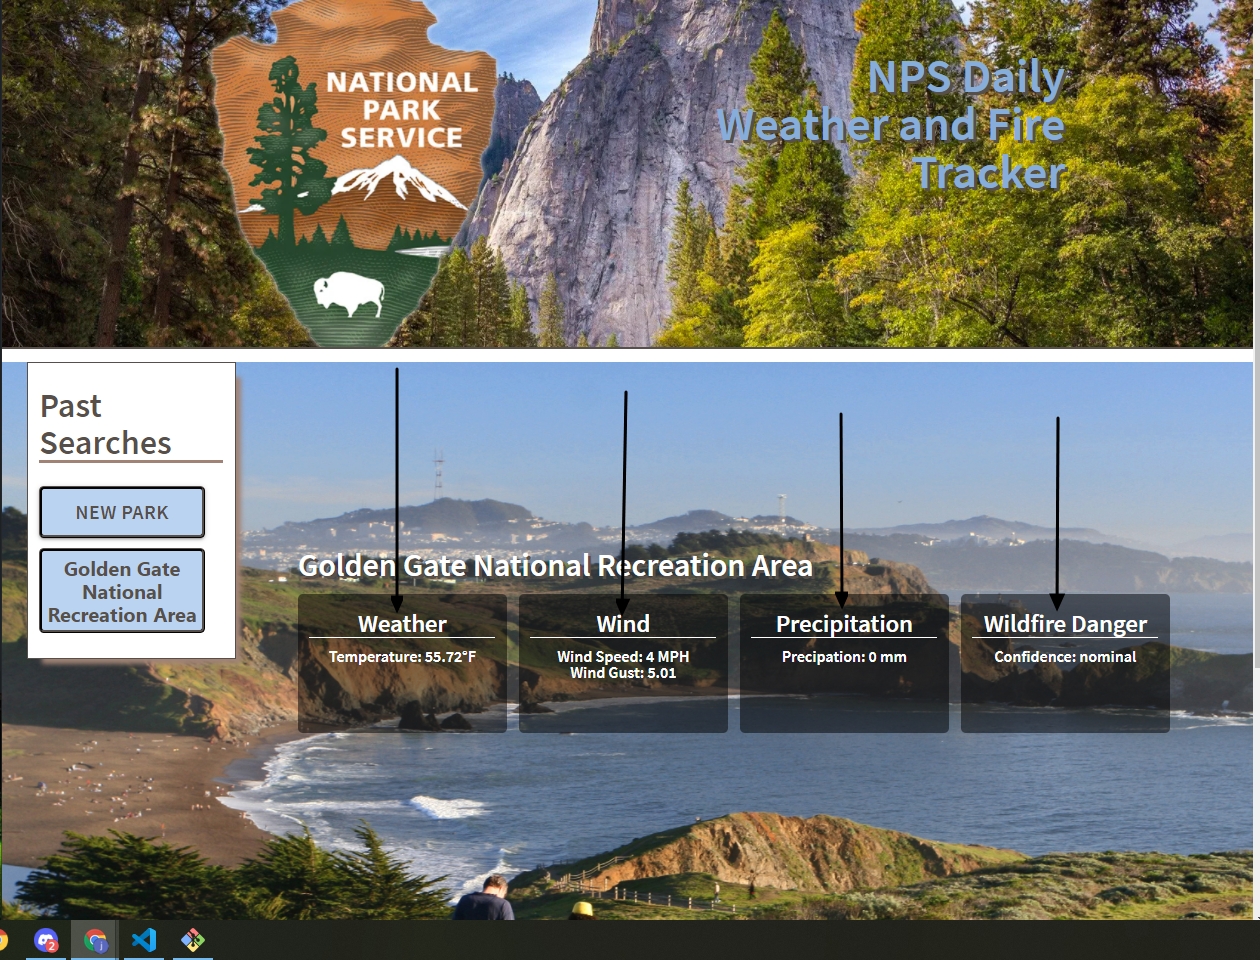 NATIONAL
PARK
SERVICE
NPS Daily
Weather and Fire
Tracker
Past
Searches
NEW PARK
Golden Gate
National
Recreation Area
Golden Gate National Recreation Area
Weather
Temperature: 55.72°F
Wind
Wind Speed: 4 MPH
Wind Gust: 5.01
Precipitation
Precipation: 0 mm
Wildfire Danger
Confidence: nominal
2
j